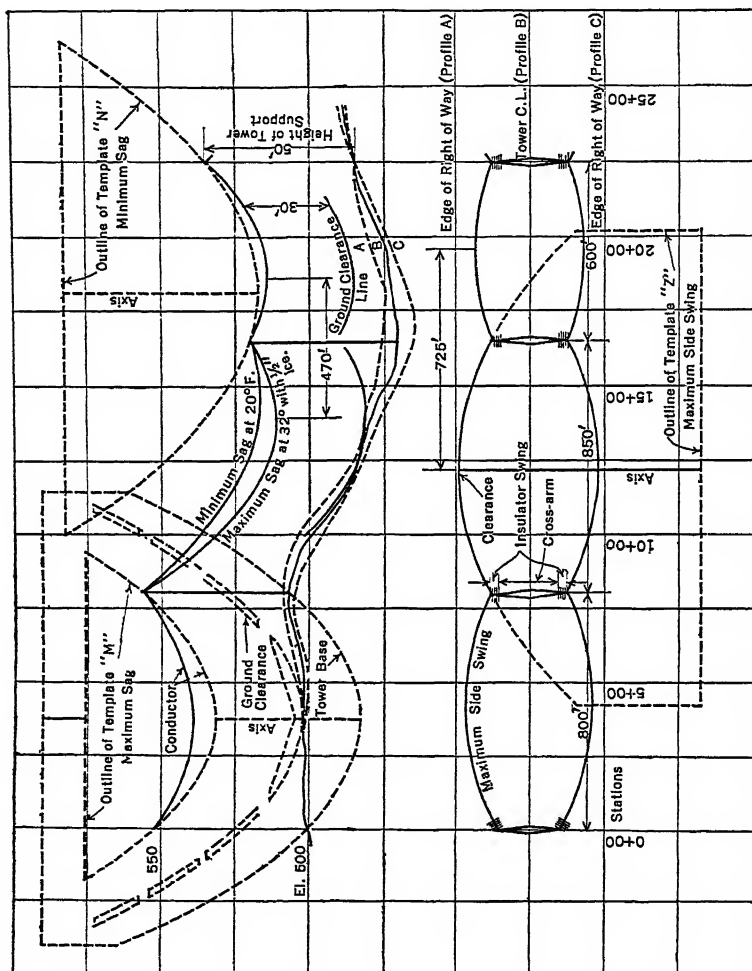 Outline of Template "N"
Minimum Sag
Axis
Height of Tower
Support
50'
30'
Ground Clearance
Line
A
B
C
470'
Minimum Sag at 20°F.
Maximum Sag at 32° with ½"
Ice.
Outline of Template "M"
Maximum Sag
Conductor
Ground
Clearance
Axis
Tower Base
550
El. 500
Edge of Right of Way (Profile A)
Tower C.L. (Profile B)
Edge of Right of Way (Profile C)
725'
Clearance
Insulator Swing
Cross-arm
Maximum Side Swing
Axis
Outline of Template "Z"
Maximum Side Swing
800'
850'
600'
Stations
0+00
5+00
10+00
15+00
20+00
25+00